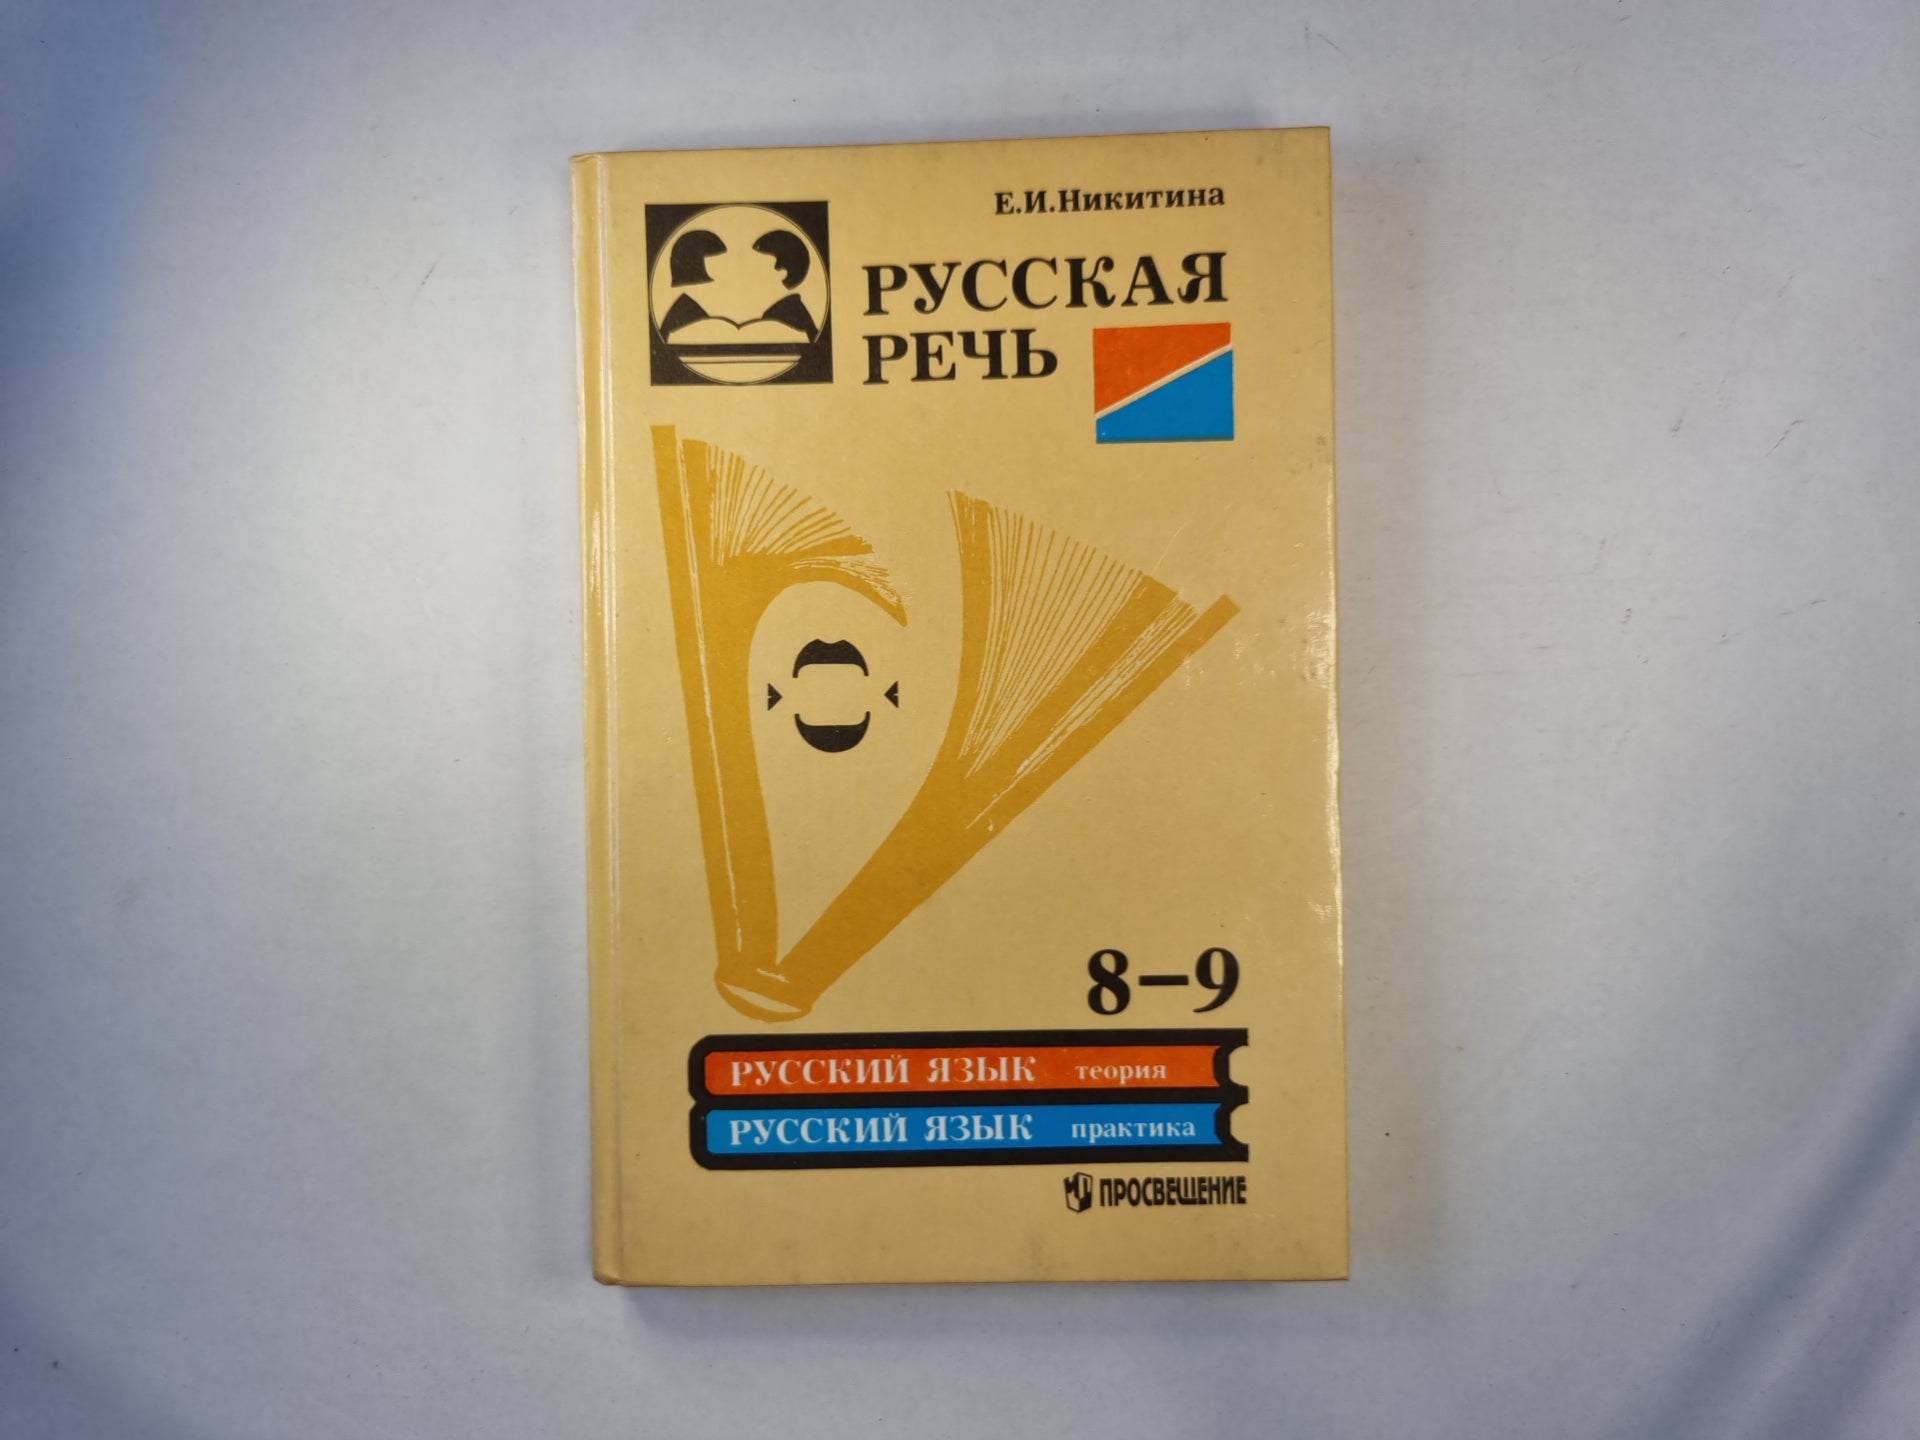 Е.И.Никитина
РУССКАЯ
РЕЧЬ
8–9
РУССКИЙ ЯЗЫК теория
РУССКИЙ ЯЗЫК практика
ПРОСВЕЩЕНИЕ